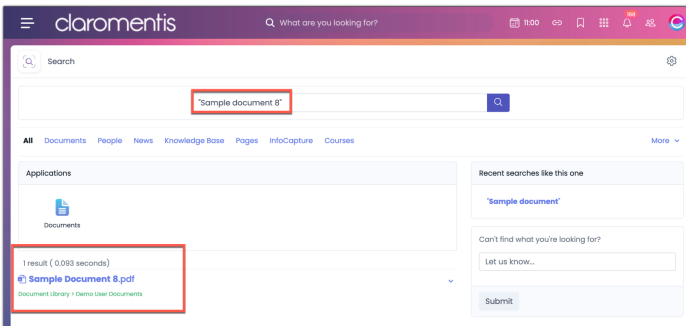 claromentis
What are you looking for?
11:00
Search
"Sample document 8"
All Documents People News Knowledge Base Pages InfoCapture Courses More
Applications
Documents
1 result ( 0.093 seconds)
Sample Document 8.pdf
Document Library > Demo User Documents
Recent searches like this one
"Sample document"
Can't find what you're looking for?
Let us know...
Submit